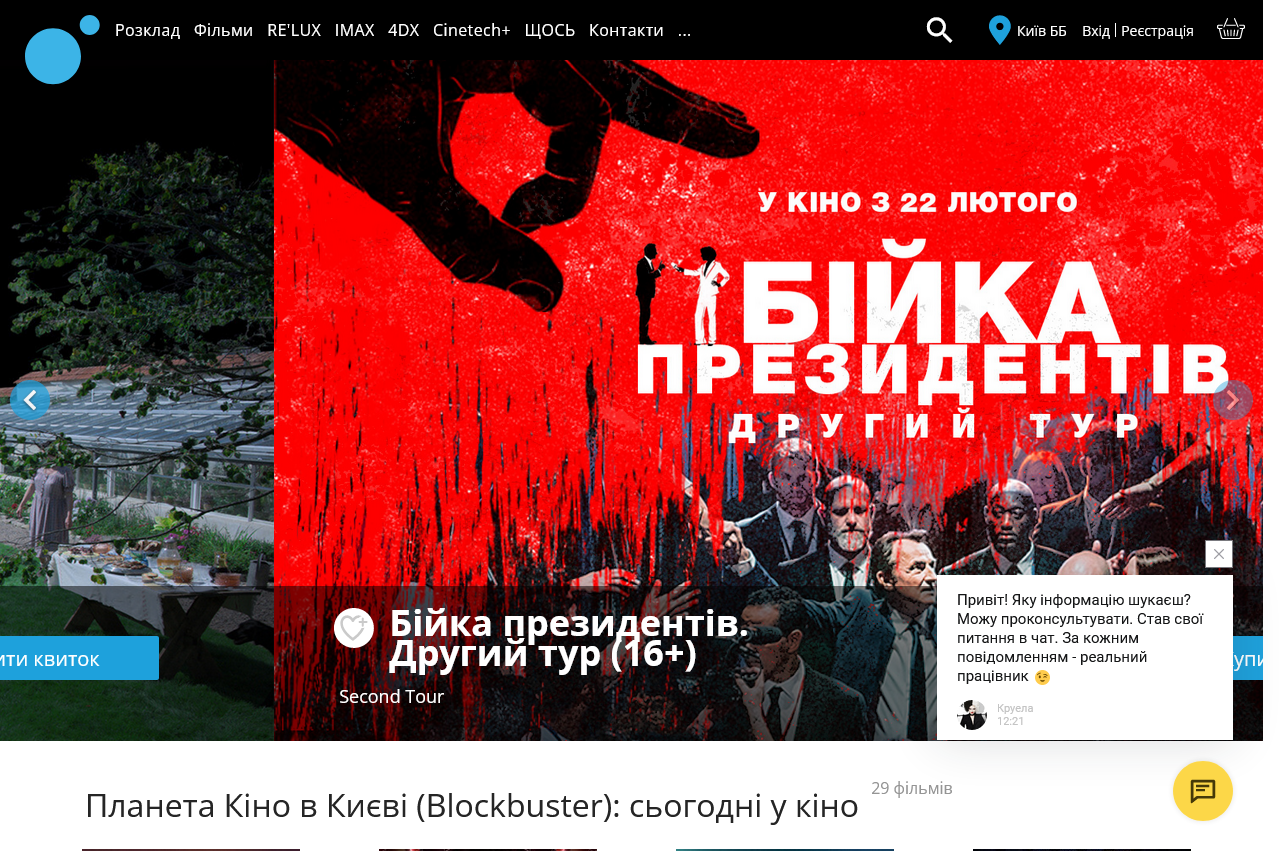 Розклад Фільми RE'LUX IMAX 4DX Cinetech+ ЩОСЬ Контакти ...
Київ ББ Вхід | Реєстрація
У КІНО З 22 ЛЮТОГО
БІЙКА
ПРЕЗИДЕНТІВ
ДРУГИЙ ТУР
Бійка президентів.
Другий тур (16+)
Second Tour
ити квиток
упи
Привіт! Яку інформацію шукаєш?
Можу проконсультувати. Став свої
питання в чат. За кожним
повідомленням - реальний
працівник 😉
Круела
12:21
Планета Кіно в Києві (Blockbuster): сьогодні у кіно
29 фільмів